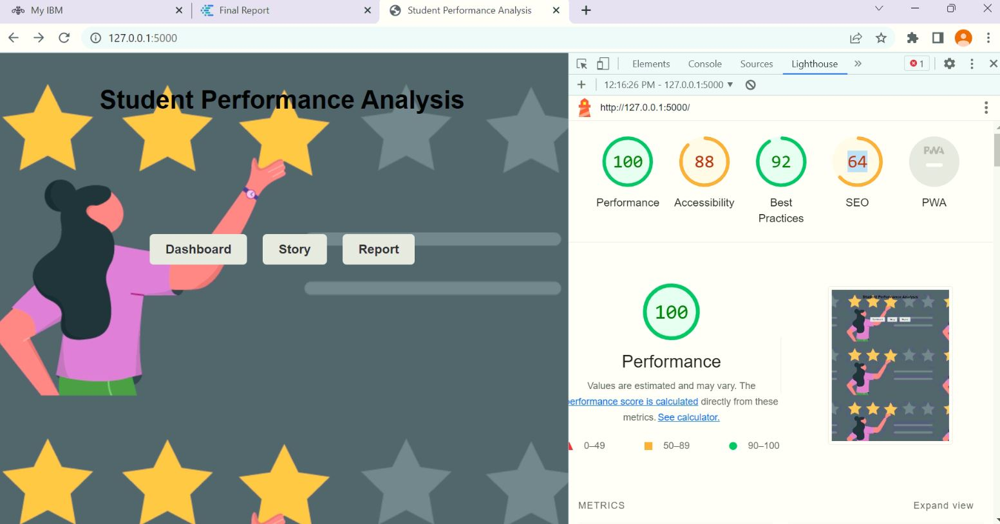 My IBM
Final Report
Student Performance Analysis
127.0.0.1:5000
Student Performance Analysis
Dashboard
Story
Report
Elements
Console
Sources
Lighthouse
1
12:16:26 PM - 127.0.0.1:5000
http://127.0.0.1:5000/
100
88
92
64
PWA
Performance
Accessibility
Best
Practices
SEO
PWA
100
Performance
Values are estimated and may vary. The
performance score is calculated directly from these
metrics. See calculator.
0–49
50–89
90–100
Student Performance Analysis
METRICS
Expand view